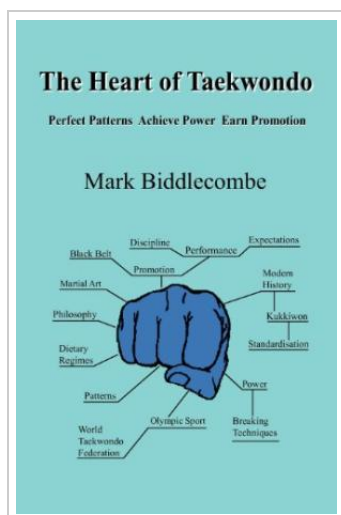 The Heart of Taekwondo
Perfect Patterns Achieve Power Earn Promotion
Mark Biddlecombe
Discipline
Expectations
Performance
Black Belt
Promotion
Modern
History
Martial Art
Philosophy
Kakkiwon
Standardisation
Dietary
Regimes
Power
Patterns
Olympic Sport
Breaking
Techniques
World
Taekwondo
Federation